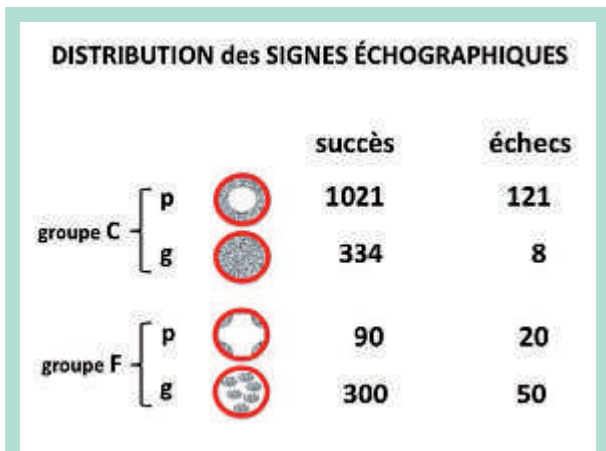 DISTRIBUTION des SIGNES ÉCHOGRAPHIQUES
succès échecs
groupe C p 1021 121
g 334 8
groupe F p 90 20
g 300 50